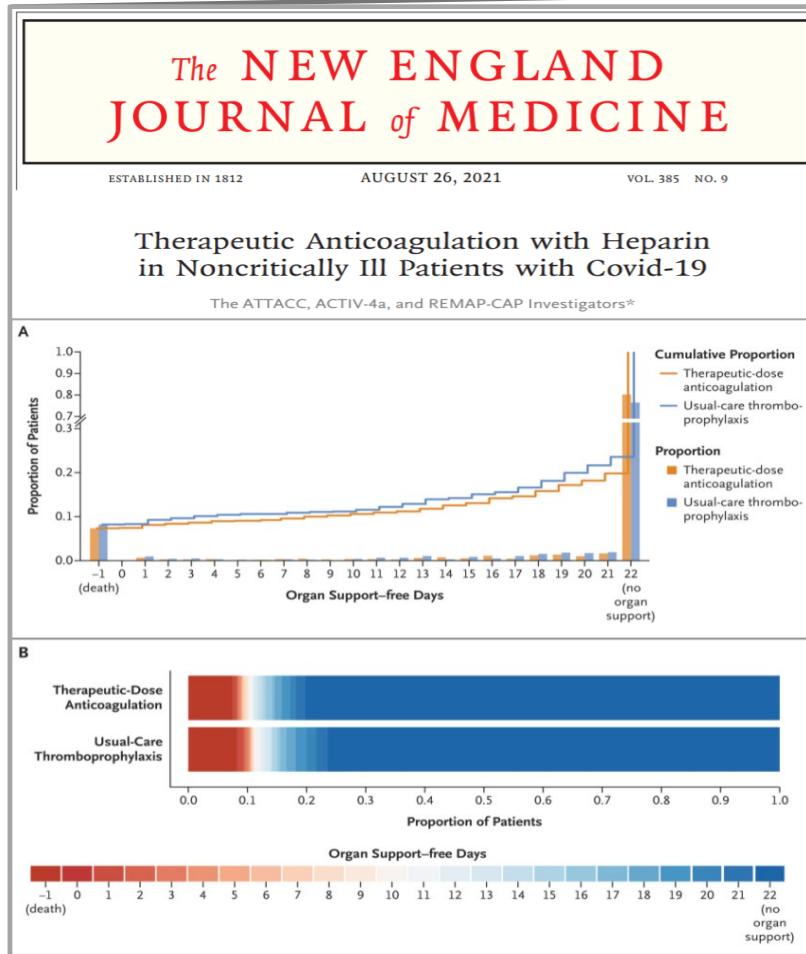 The NEW ENGLAND
JOURNAL of MEDICINE
ESTABLISHED IN 1812 AUGUST 26, 2021 VOL. 385 NO. 9
Therapeutic Anticoagulation with Heparin
in Noncritically Ill Patients with Covid-19
The ATTACC, ACTIV-4a, and REMAP-CAP Investigators*
A
Proportion of Patients
1.0
0.9
0.8
0.7
0.3
0.2
0.1
0.0
−1 0 1 2 3 4 5 6 7 8 9 10 11 12 13 14 15 16 17 18 19 20 21 22
(death)
(no
organ
support)
Organ Support–free Days
Cumulative Proportion
Therapeutic-dose
anticoagulation
Usual-care thrombo-
prophylaxis
Proportion
Therapeutic-dose
anticoagulation
Usual-care thrombo-
prophylaxis
B
Therapeutic-Dose
Anticoagulation
Usual-Care
Thromboprophylaxis
0.0 0.1 0.2 0.3 0.4 0.5 0.6 0.7 0.8 0.9 1.0
Proportion of Patients
Organ Support–free Days
−1 0 1 2 3 4 5 6 7 8 9 10 11 12 13 14 15 16 17 18 19 20 21 22
(death)
(no
organ
support)